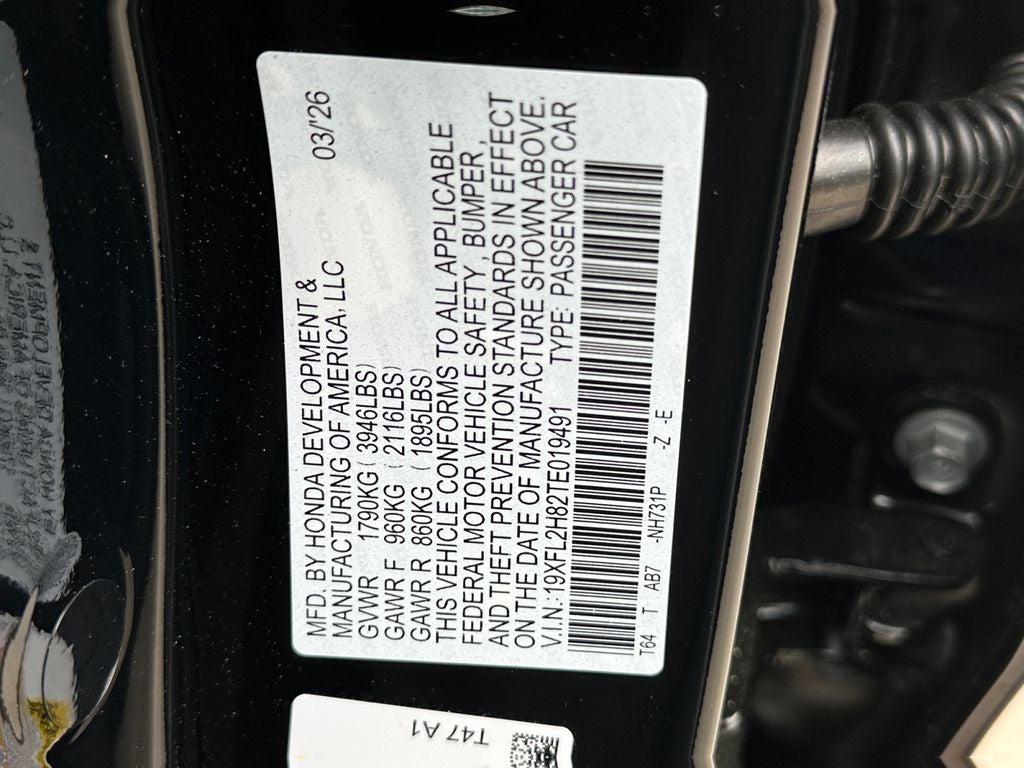 MFD. BY HONDA DEVELOPMENT &
MANUFACTURING OF AMERICA, LLC 03/'26
GVWR 1790KG ( 3946LBS)
GAWR F 960KG ( 2116LBS)
GAWR R 860KG ( 1895LBS)
THIS VEHICLE CONFORMS TO ALL APPLICABLE
FEDERAL MOTOR VEHICLE SAFETY, BUMPER,
AND THEFT PREVENTION STANDARDS IN EFFECT
ON THE DATE OF MANUFACTURE SHOWN ABOVE.
V.I.N.:19XFL2H82TE019491 TYPE: PASSENGER CAR
T64 T AB7 -NH731P -Z -E
T47 A1